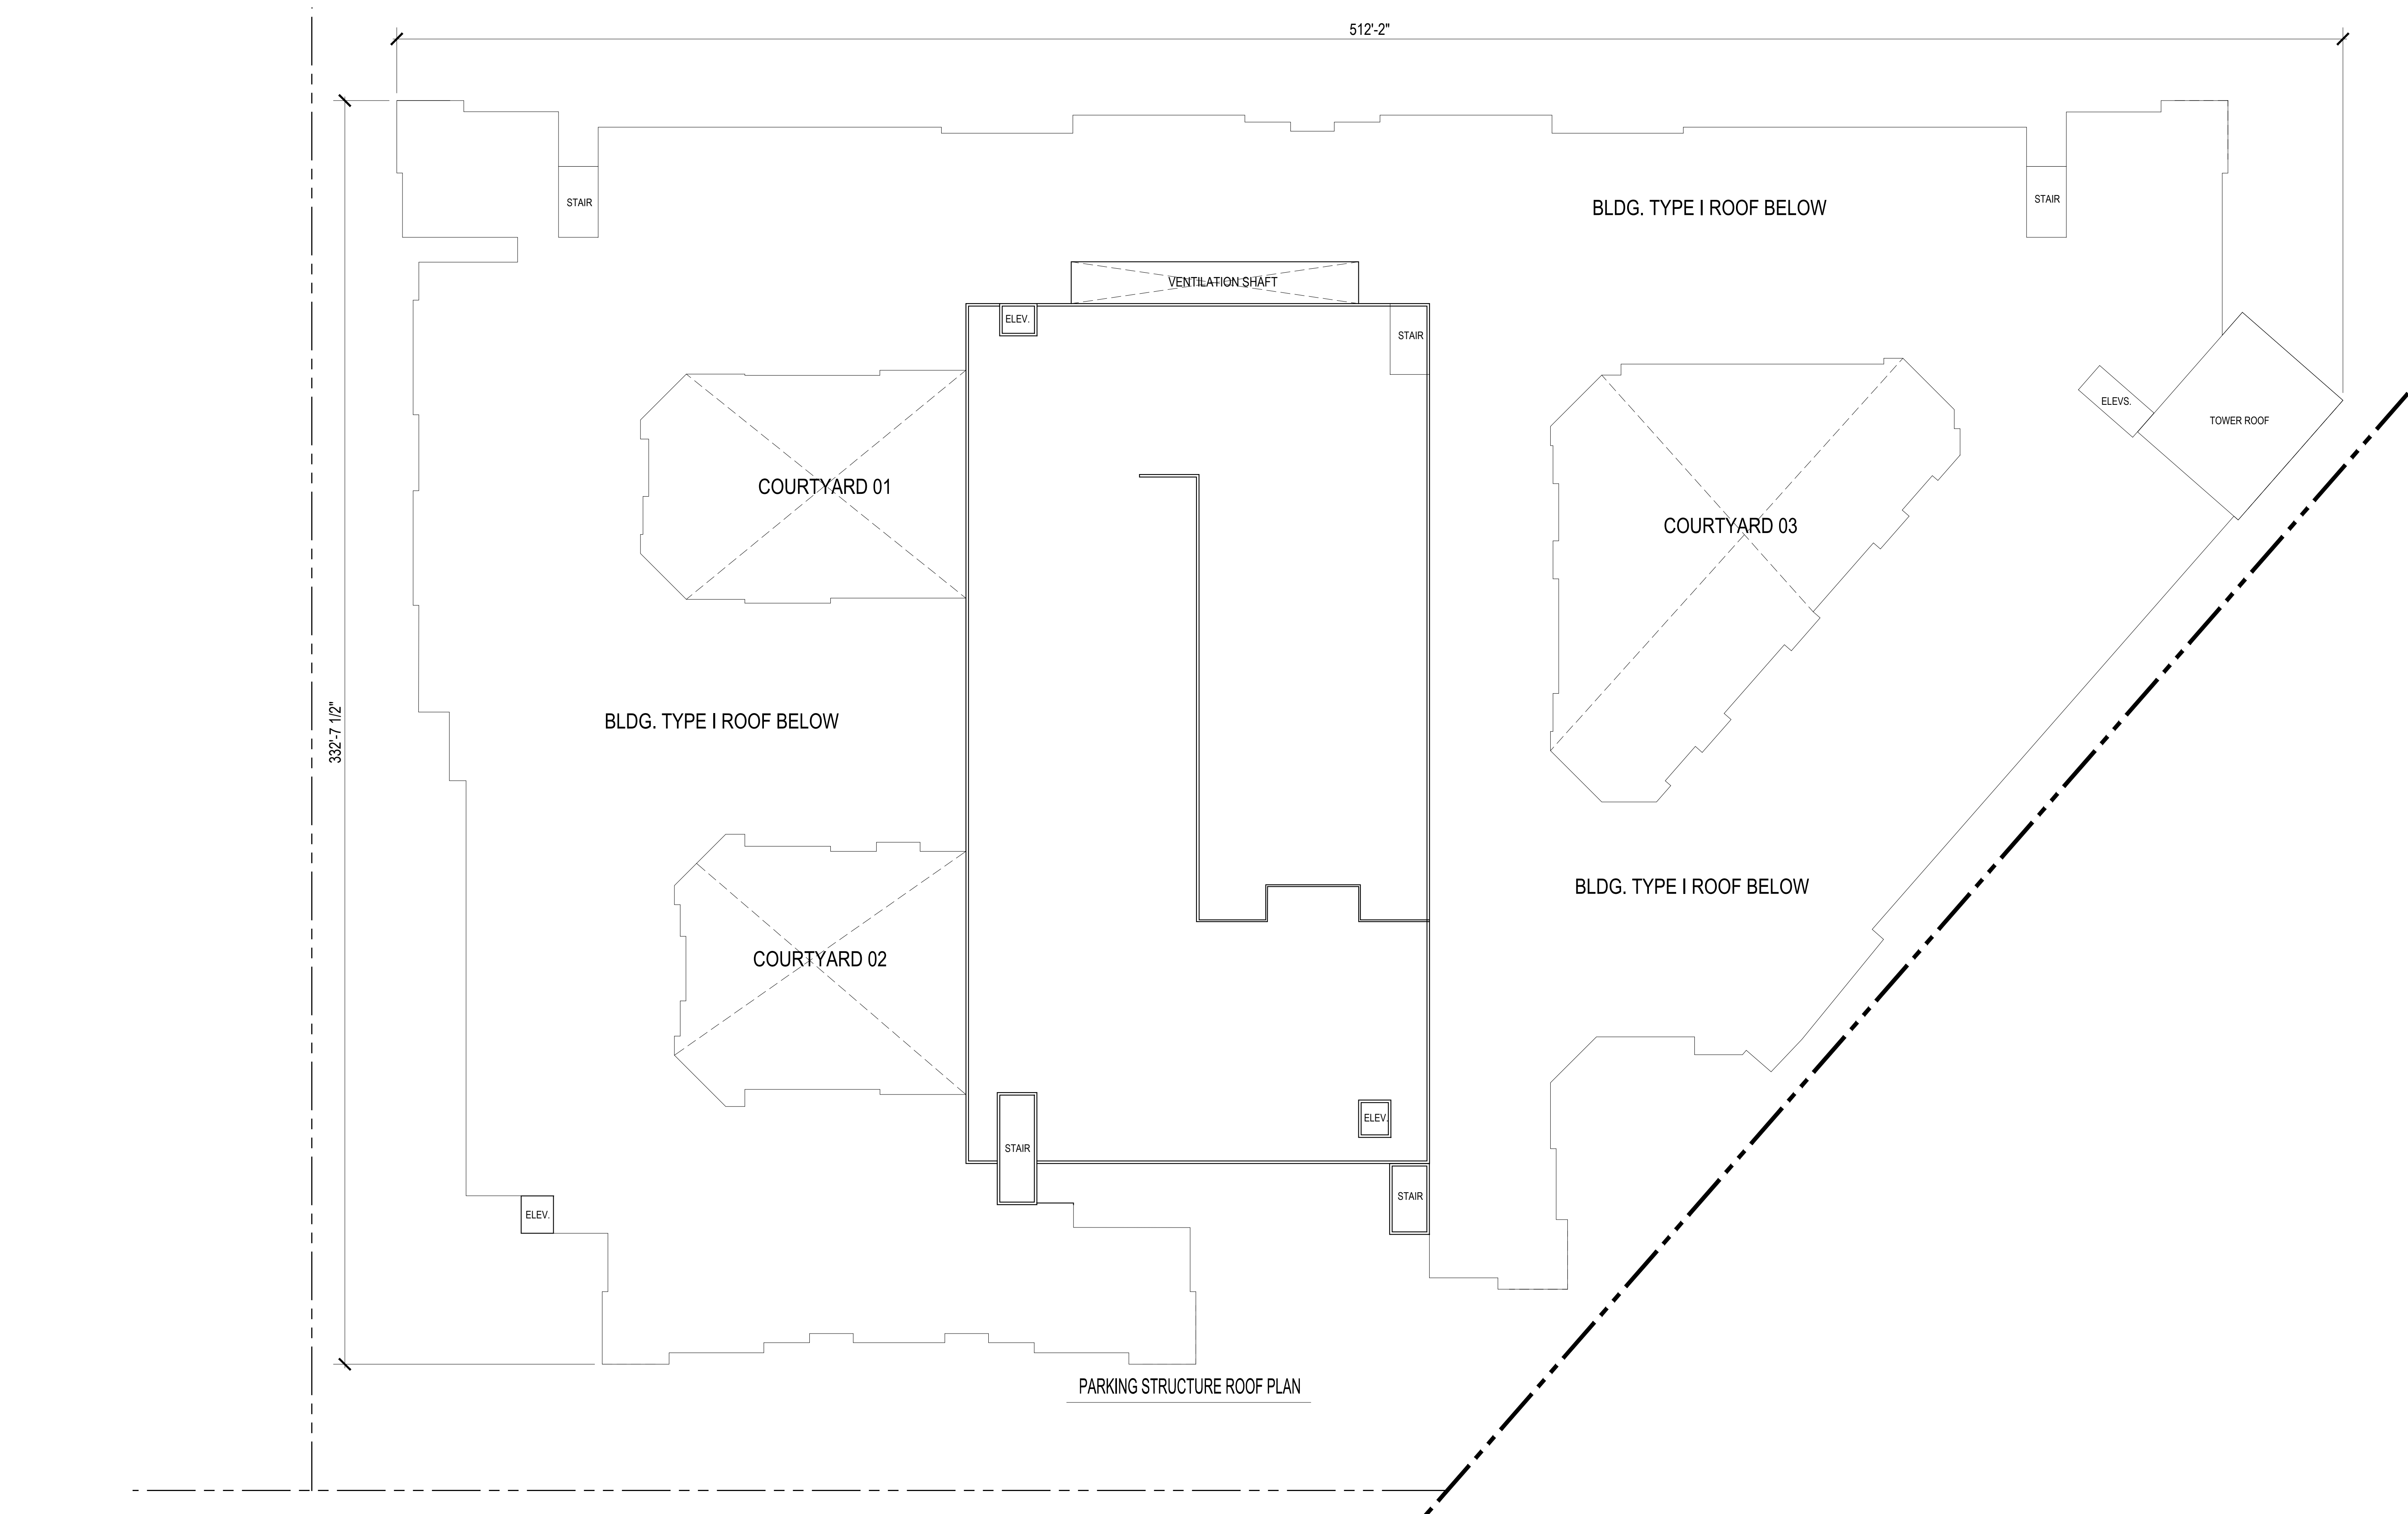 512'-2"
STAIR
STAIR
BLDG. TYPE I ROOF BELOW
VENTILATION SHAFT
ELEV.
STAIR
ELEVS.
TOWER ROOF
COURTYARD 01
COURTYARD 03
BLDG. TYPE I ROOF BELOW
332'-7 1/2"
BLDG. TYPE I ROOF BELOW
COURTYARD 02
ELEV.
STAIR
STAIR
ELEV.
PARKING STRUCTURE ROOF PLAN